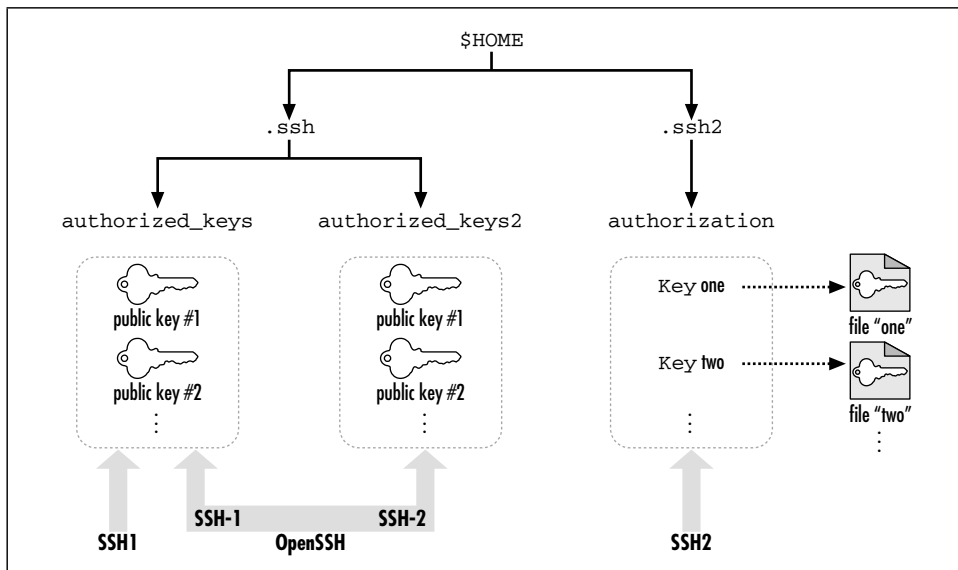 $HOME
.ssh
.ssh2
authorized_keys
authorized_keys2
authorization
public key #1
public key #2
⋮
public key #1
public key #2
⋮
Key one
Key two
⋮
file “one”
file “two”
⋮
SSH1
SSH-1
OpenSSH
SSH-2
SSH2